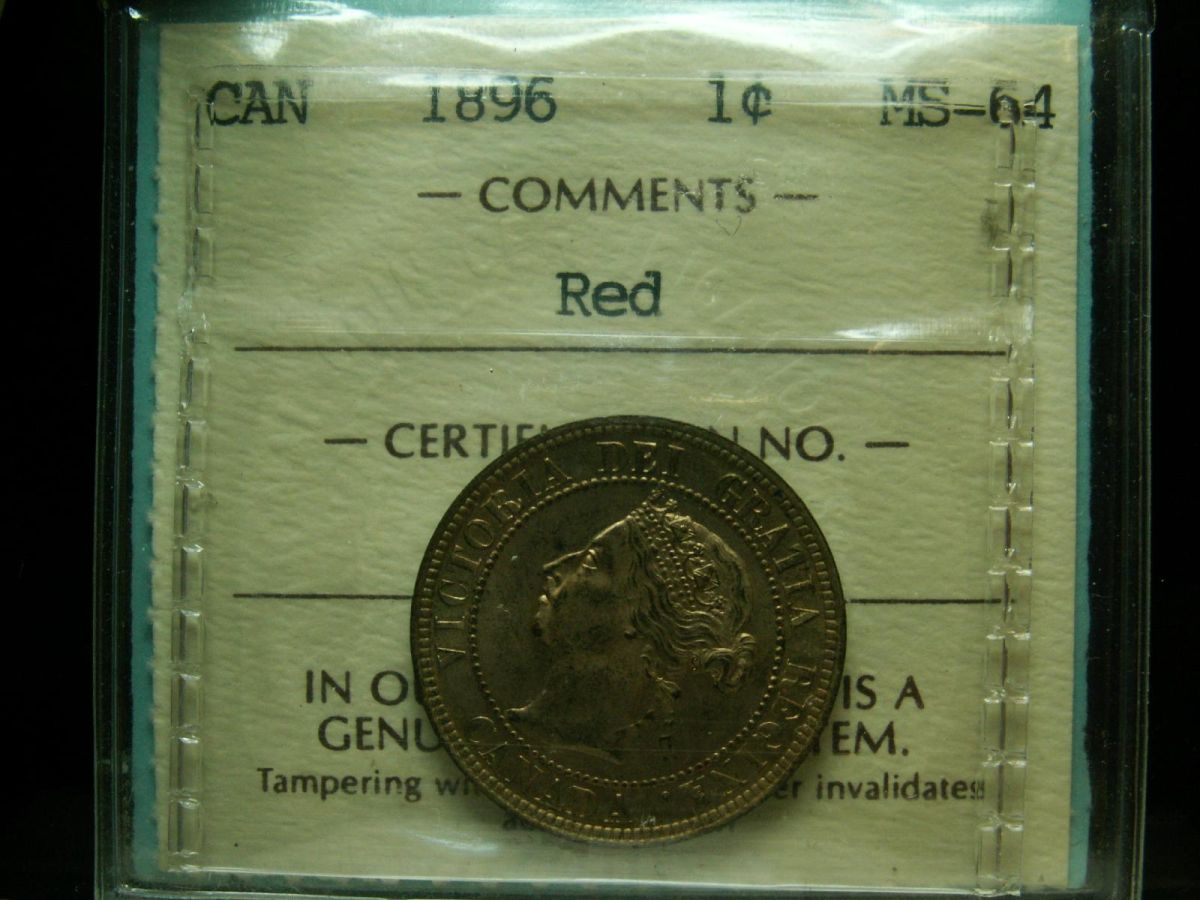 CAN 1896 1¢ MS-64
— COMMENTS —
Red
— CERTIF N NO. —
VICTORIA DEI GRATIA REGINA.
CANADA
IN O IS A
GENU TEM.
Tampering w er invalidates